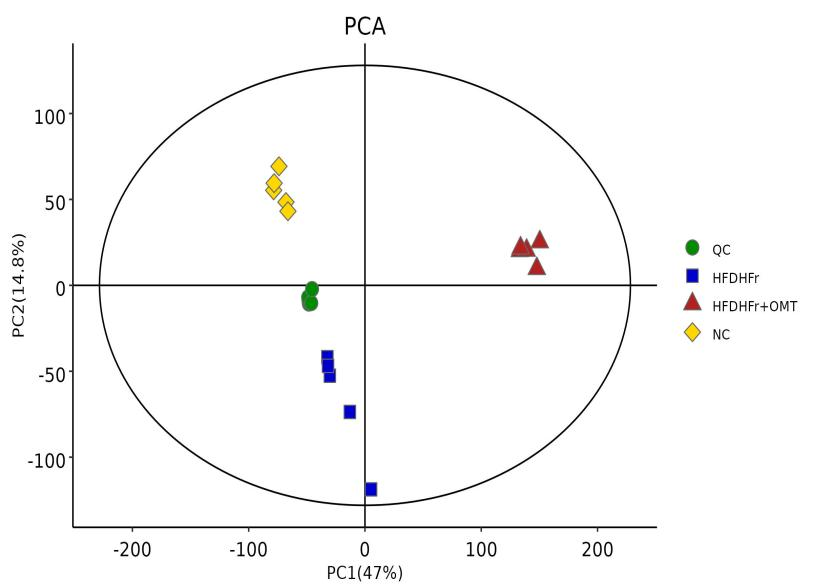 PCA
100
50
0
-50
-100
PC2(14.8%)
-200
-100
0
100
200
PC1(47%)
QC
HFDHFr
HFDHFr+OMT
NC